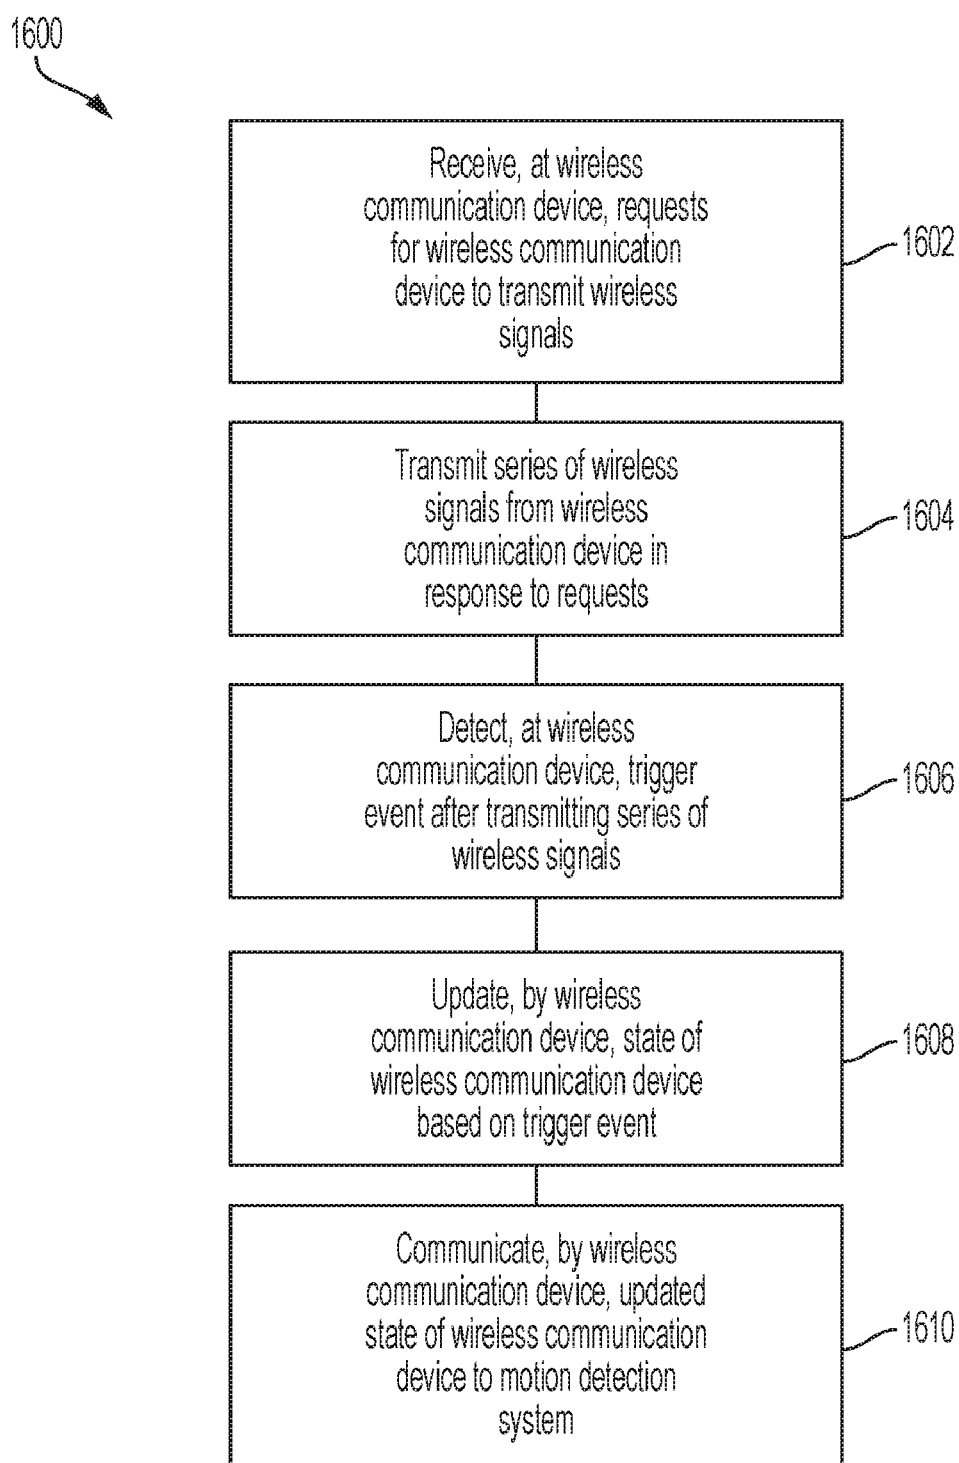 1600
Receive, at wireless
communication device, requests
for wireless communication
device to transmit wireless
signals
1602
Transmit series of wireless
signals from wireless
communication device in
response to requests
1604
Detect, at wireless
communication device, trigger
event after transmitting series of
wireless signals
1606
Update, by wireless
communication device, state of
wireless communication device
based on trigger event
1608
Communicate, by wireless
communication device, updated
state of wireless communication
device to motion detection
system
1610